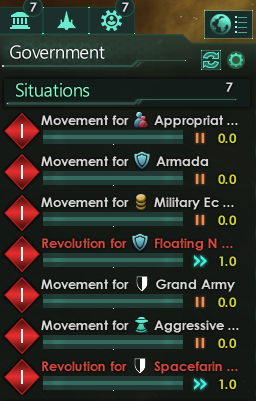 7 7 7
Government
Situations 7
Movement for Appropriat ...
I 0.0
Movement for Armada
I 0.0
Movement for Military Ec ...
I 0.0
Revolution for Floating N ...
I 1.0
Movement for Grand Army
I 0.0
Movement for Aggressive ...
I 0.0
Revolution for Spacefarin ...
I 1.0